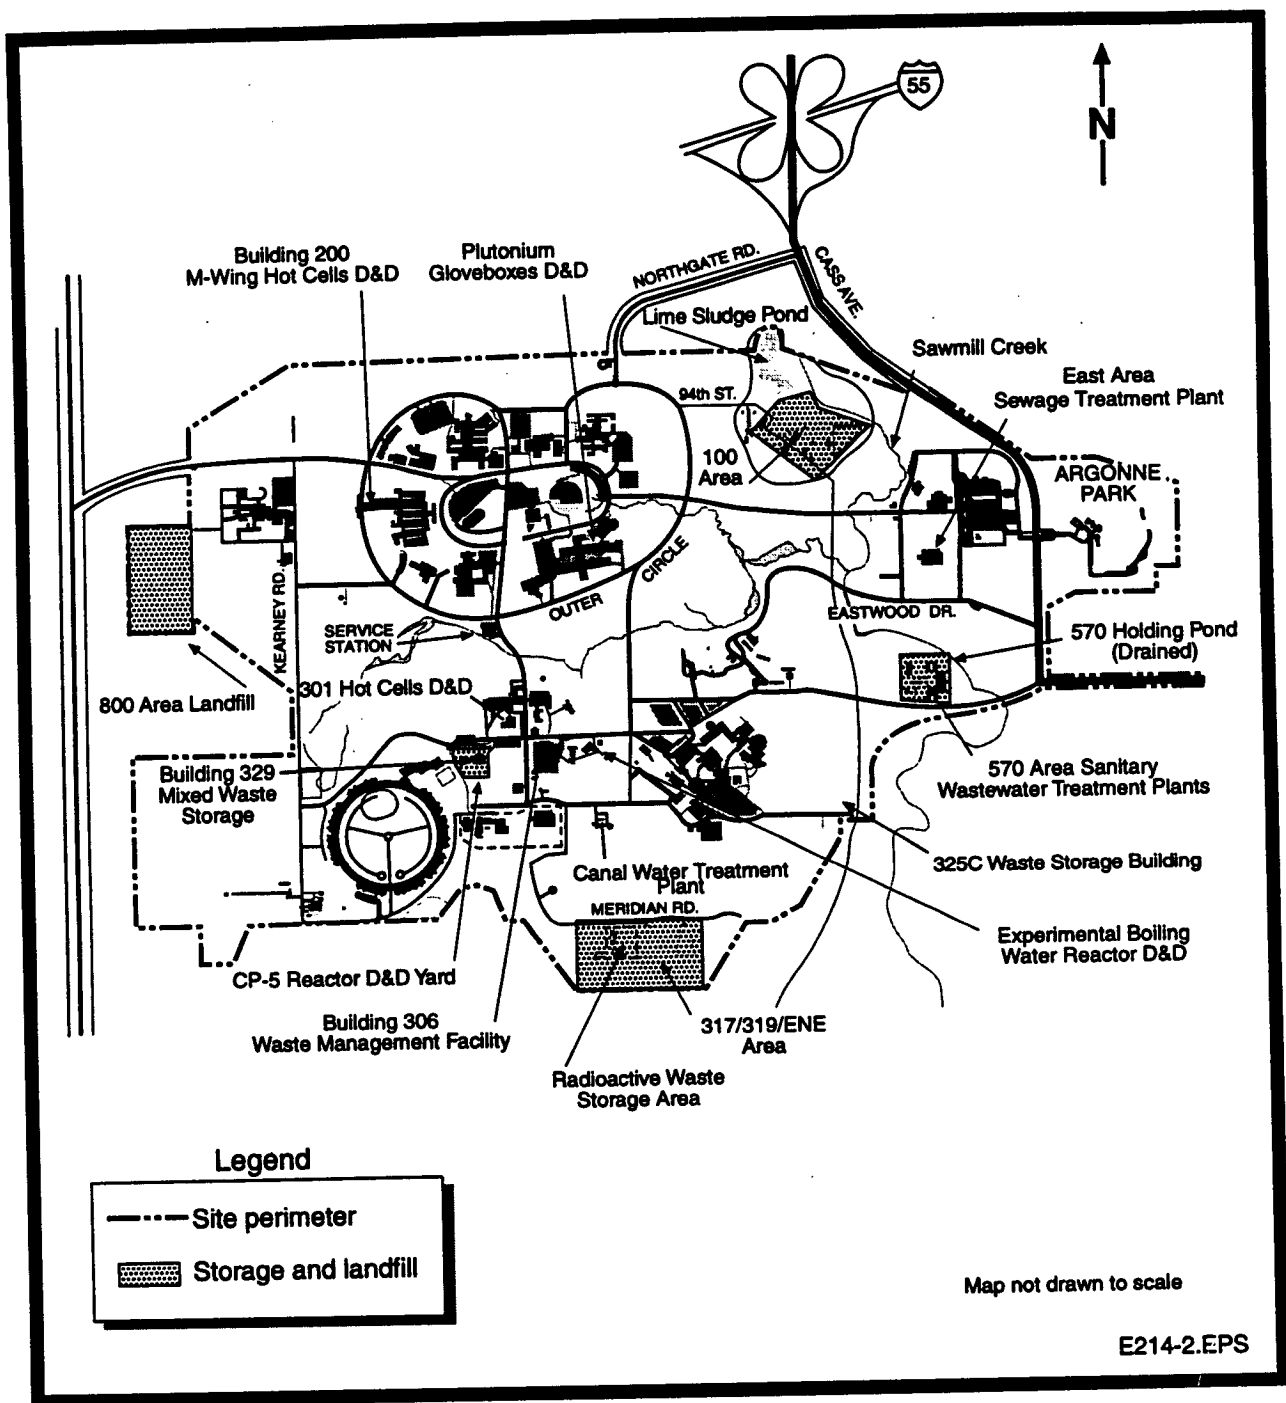 55
N
Building 200
M-Wing Hot Cells D&D
Plutonium
Gloveboxes D&D
NORTHGATE RD.
CASS AVE.
Lime Sludge Pond
Sawmill Creek
East Area
Sewage Treatment Plant
94th ST.
100
Area
ARGONNE
PARK
KEARNEY RD.
OUTER
CIRCLE
EASTWOOD DR.
SERVICE
STATION
570 Holding Pond
(Drained)
301 Hot Cells D&D
800 Area Landfill
Building 329
Mixed Waste
Storage
570 Area Sanitary
Wastewater Treatment Plants
325C Waste Storage Building
Canal Water Treatment
Plant
MERIDIAN RD.
Experimental Boiling
Water Reactor D&D
CP-5 Reactor D&D Yard
Building 306
Waste Management Facility
317/319/ENE
Area
Radioactive Waste
Storage Area
Legend
Site perimeter
Storage and landfill
Map not drawn to scale
E214-2.EPS